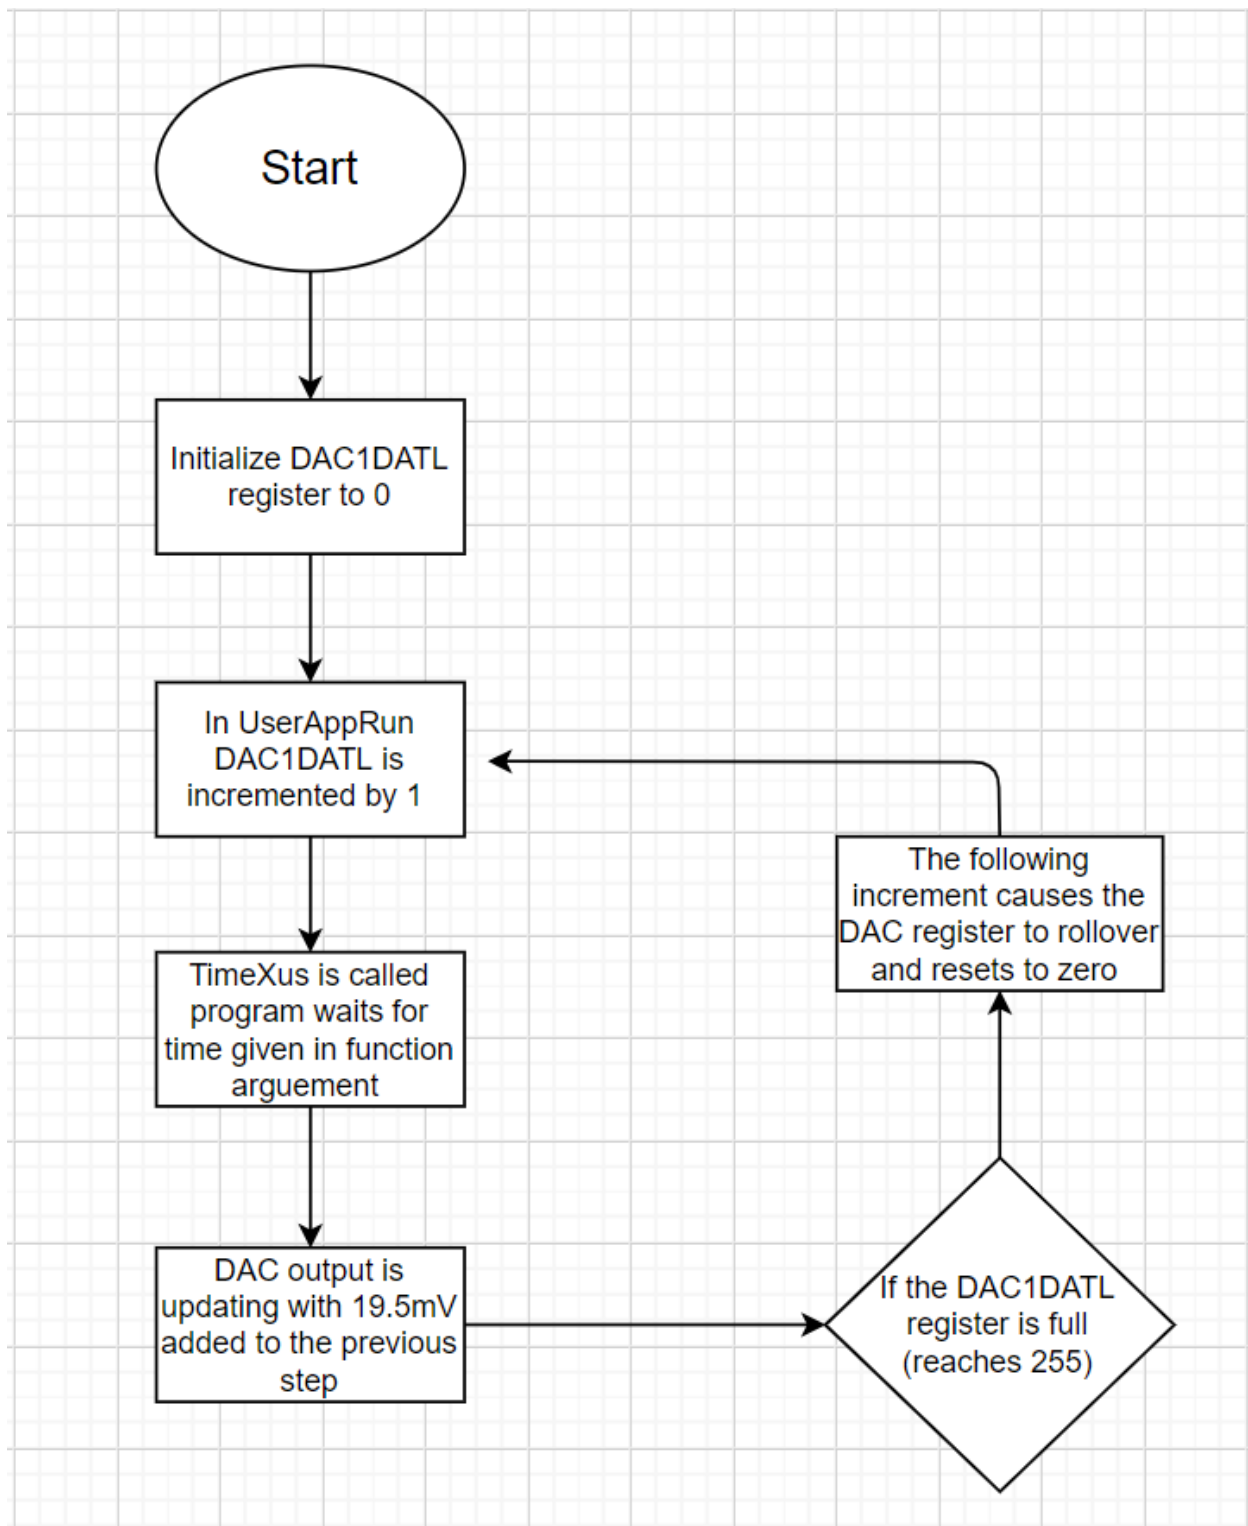 Start
Initialize DAC1DATL
register to 0
In UserAppRun
DAC1DATL is
incremented by 1
TimeXus is called
program waits for
time given in function
arguement
DAC output is
updating with 19.5mV
added to the previous
step
If the DAC1DATL
register is full
(reaches 255)
The following
increment causes the
DAC register to rollover
and resets to zero